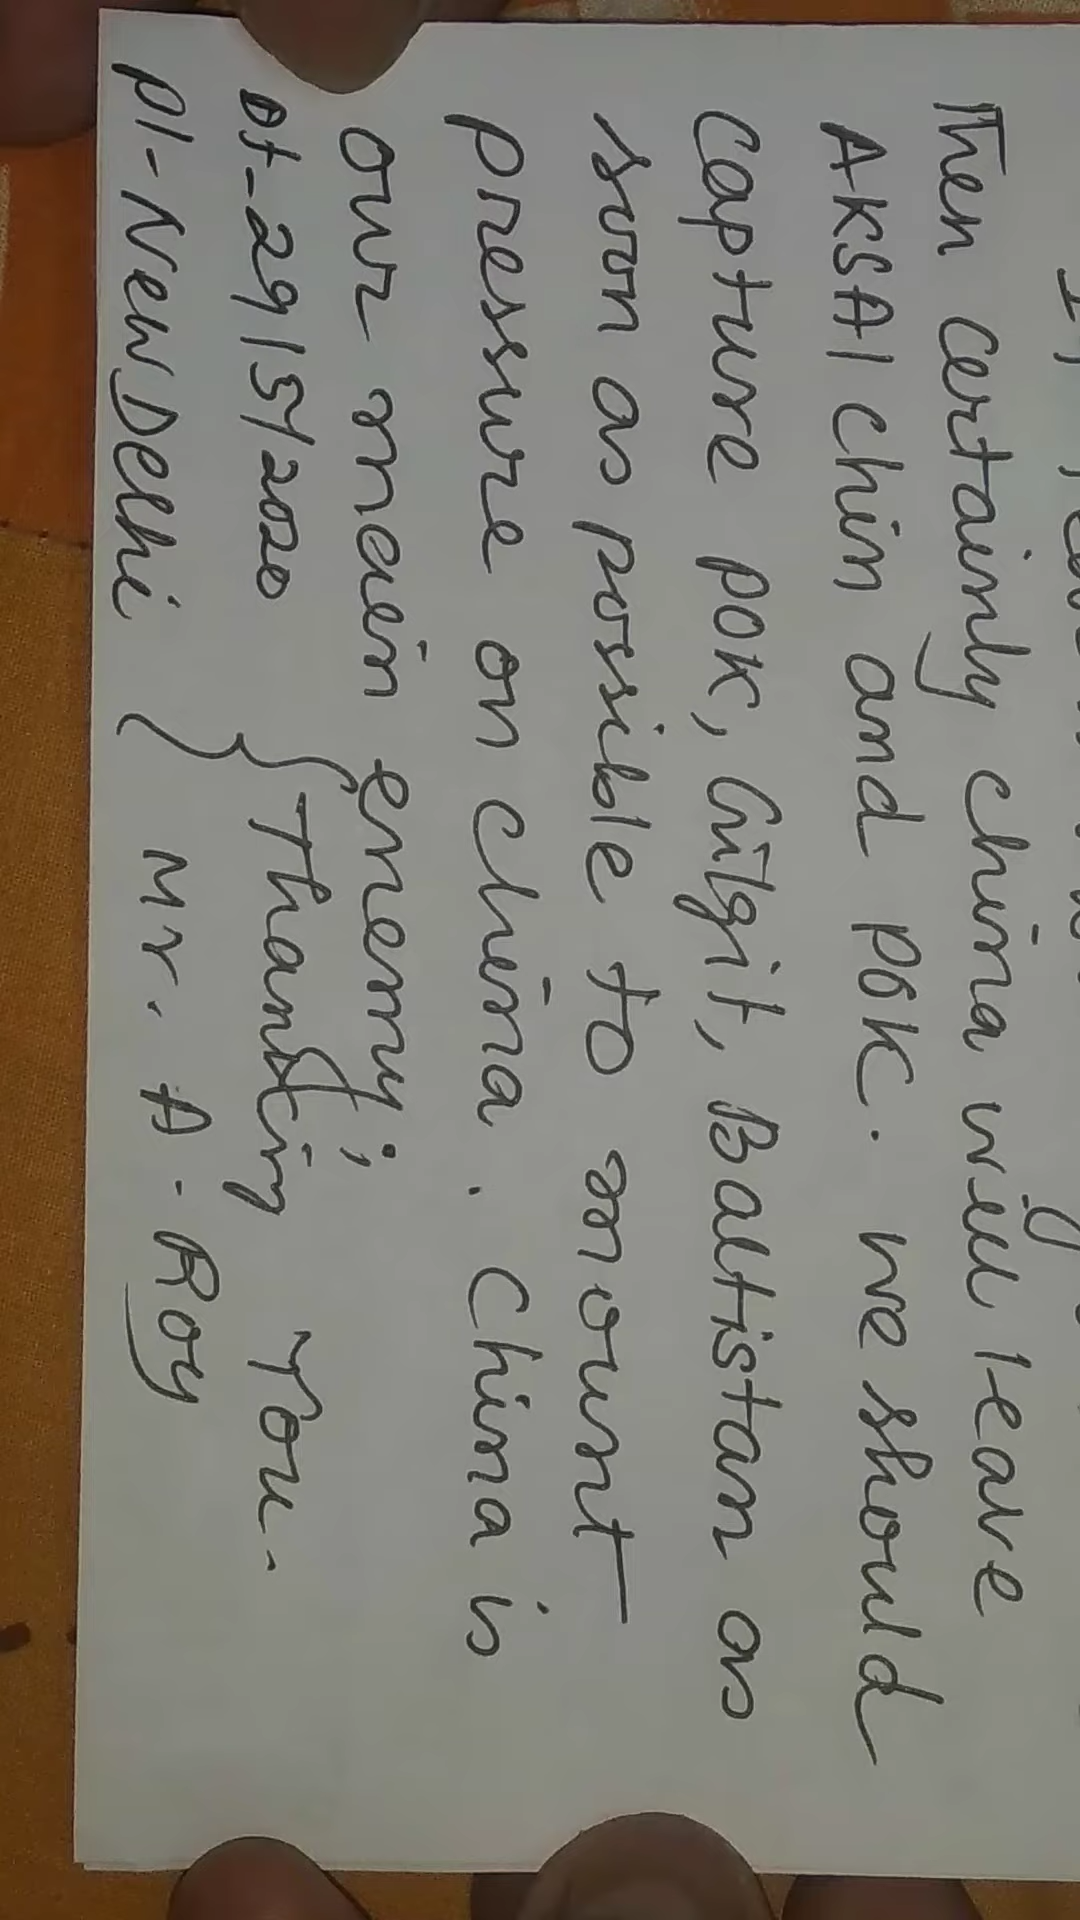 Then certainly china will leave
AKSAI chin and POK. we should
capture POK, Gilgit, Baltistan as
soon as possible to mount
pressure on china. China is
our main enemy;
Dt-29/5/2020 } Thanking You.
Pl-New Delhi } Mr. A. Roy